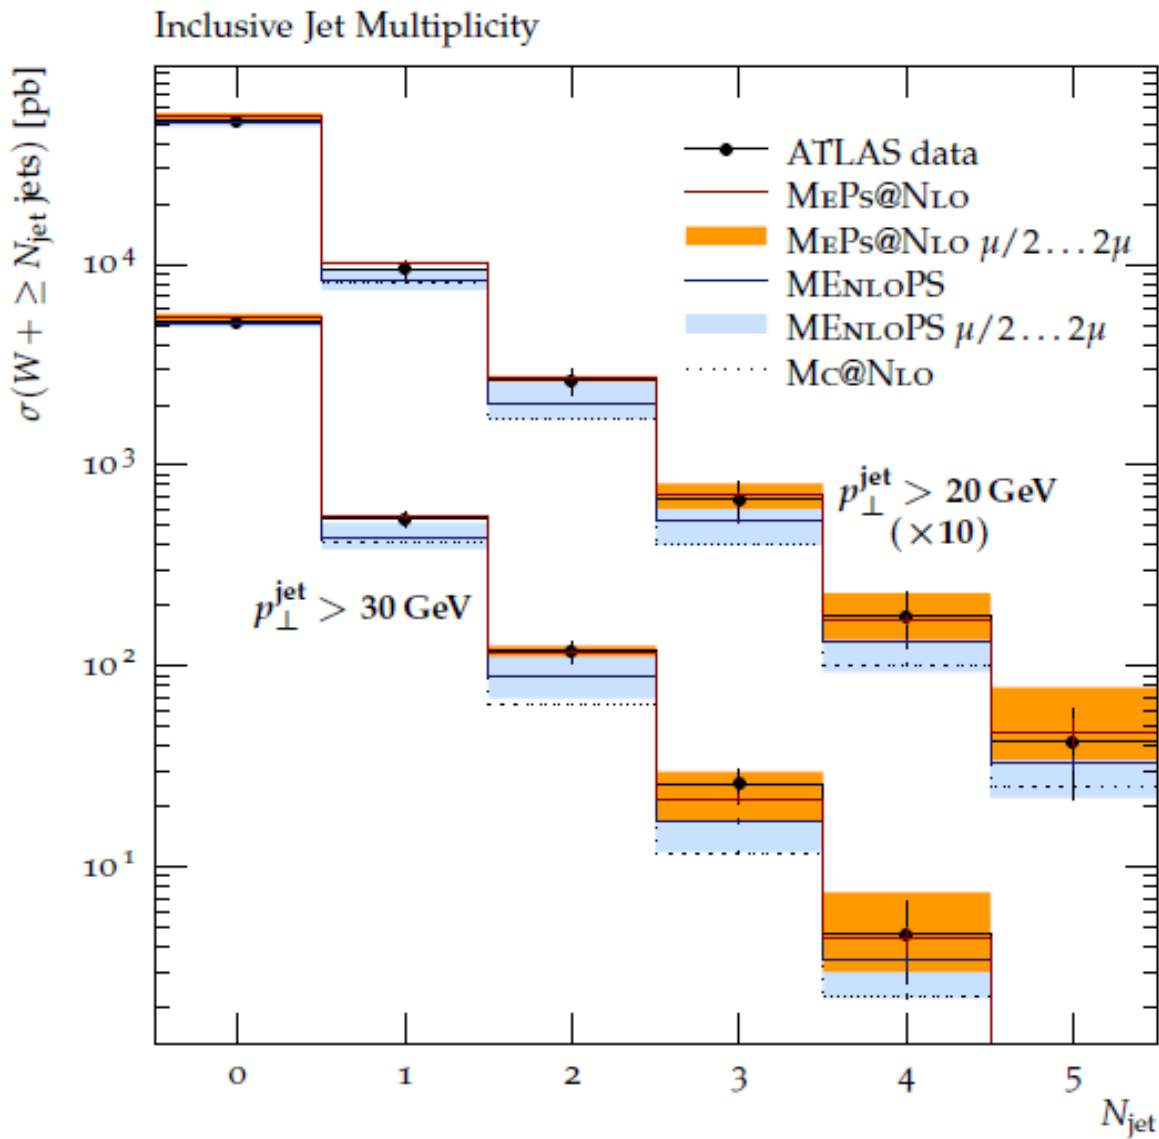 Inclusive Jet Multiplicity
σ(W + ≥ N_jet jets) [pb]
ATLAS data
MEPS@NLO
MEPS@NLO μ/2...2μ
MENLOPS
MENLOPS μ/2...2μ
MC@NLO
10^4
10^3
p_⊥^jet > 20 GeV
(×10)
p_⊥^jet > 30 GeV
10^2
10^1
0 1 2 3 4 5
N_jet